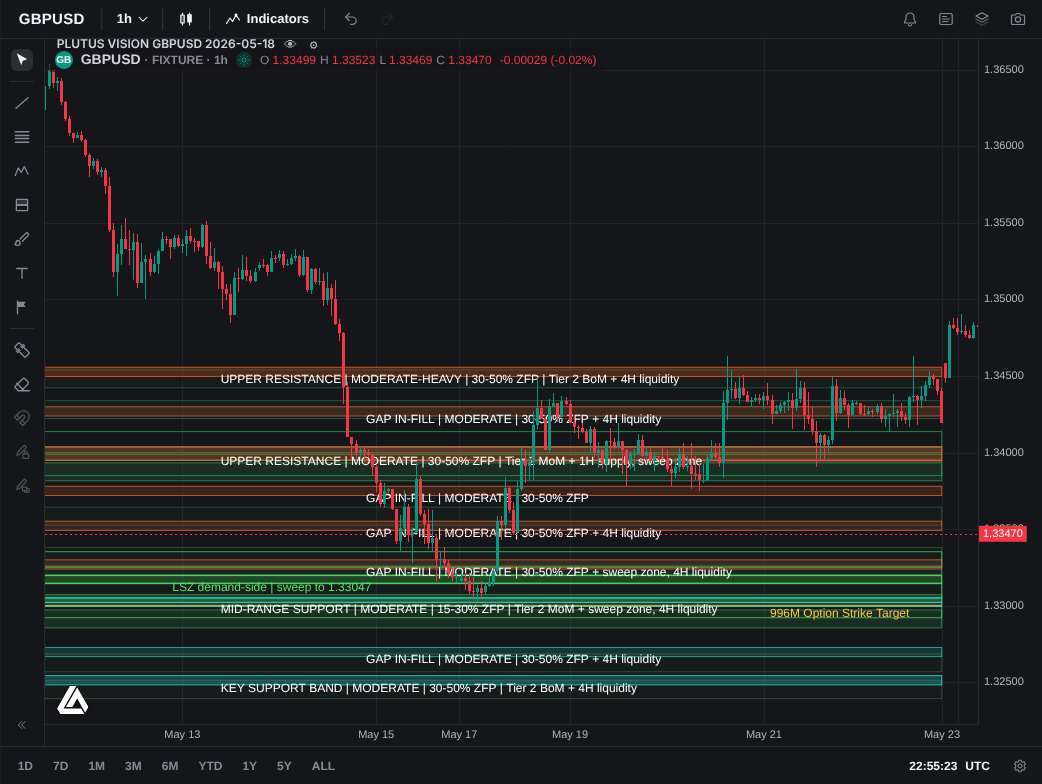 GBPUSD 1h Indicators
PLUTUS VISION GBPUSD 2026-05-18
GB GBPUSD · FIXTURE · 1h O 1.33499 H 1.33523 L 1.33469 C 1.33470 -0.00029 (-0.02%)
1.36500
1.36000
1.35500
1.35000
1.34500
UPPER RESISTANCE | MODERATE-HEAVY | 30-50% ZFP | Tier 2 BoM + 4H liquidity
GAP IN-FILL | MODERATE | 30-50% ZFP + 4H liquidity
1.34000
UPPER RESISTANCE | MODERATE | 30-50% ZFP | Tier 2 MoM + 1H supply, sweep zone
GAP IN-FILL | MODERATE | 30-50% ZFP
GAP IN-FILL | MODERATE | 30-50% ZFP + 4H liquidity
1.33470
GAP IN-FILL | MODERATE | 30-50% ZFP + sweep zone, 4H liquidity
LSZ demand-side | sweep to 1.33047
1.33000
MID-RANGE SUPPORT | MODERATE | 15-30% ZFP | Tier 2 MoM + sweep zone, 4H liquidity
996M Option Strike Target
GAP IN-FILL | MODERATE | 30-50% ZFP + 4H liquidity
1.32500
KEY SUPPORT BAND | MODERATE | 30-50% ZFP | Tier 2 BoM + 4H liquidity
May 13 May 15 May 17 May 19 May 21 May 23
1D 7D 1M 3M 6M YTD 1Y 5Y ALL 22:55:23 UTC